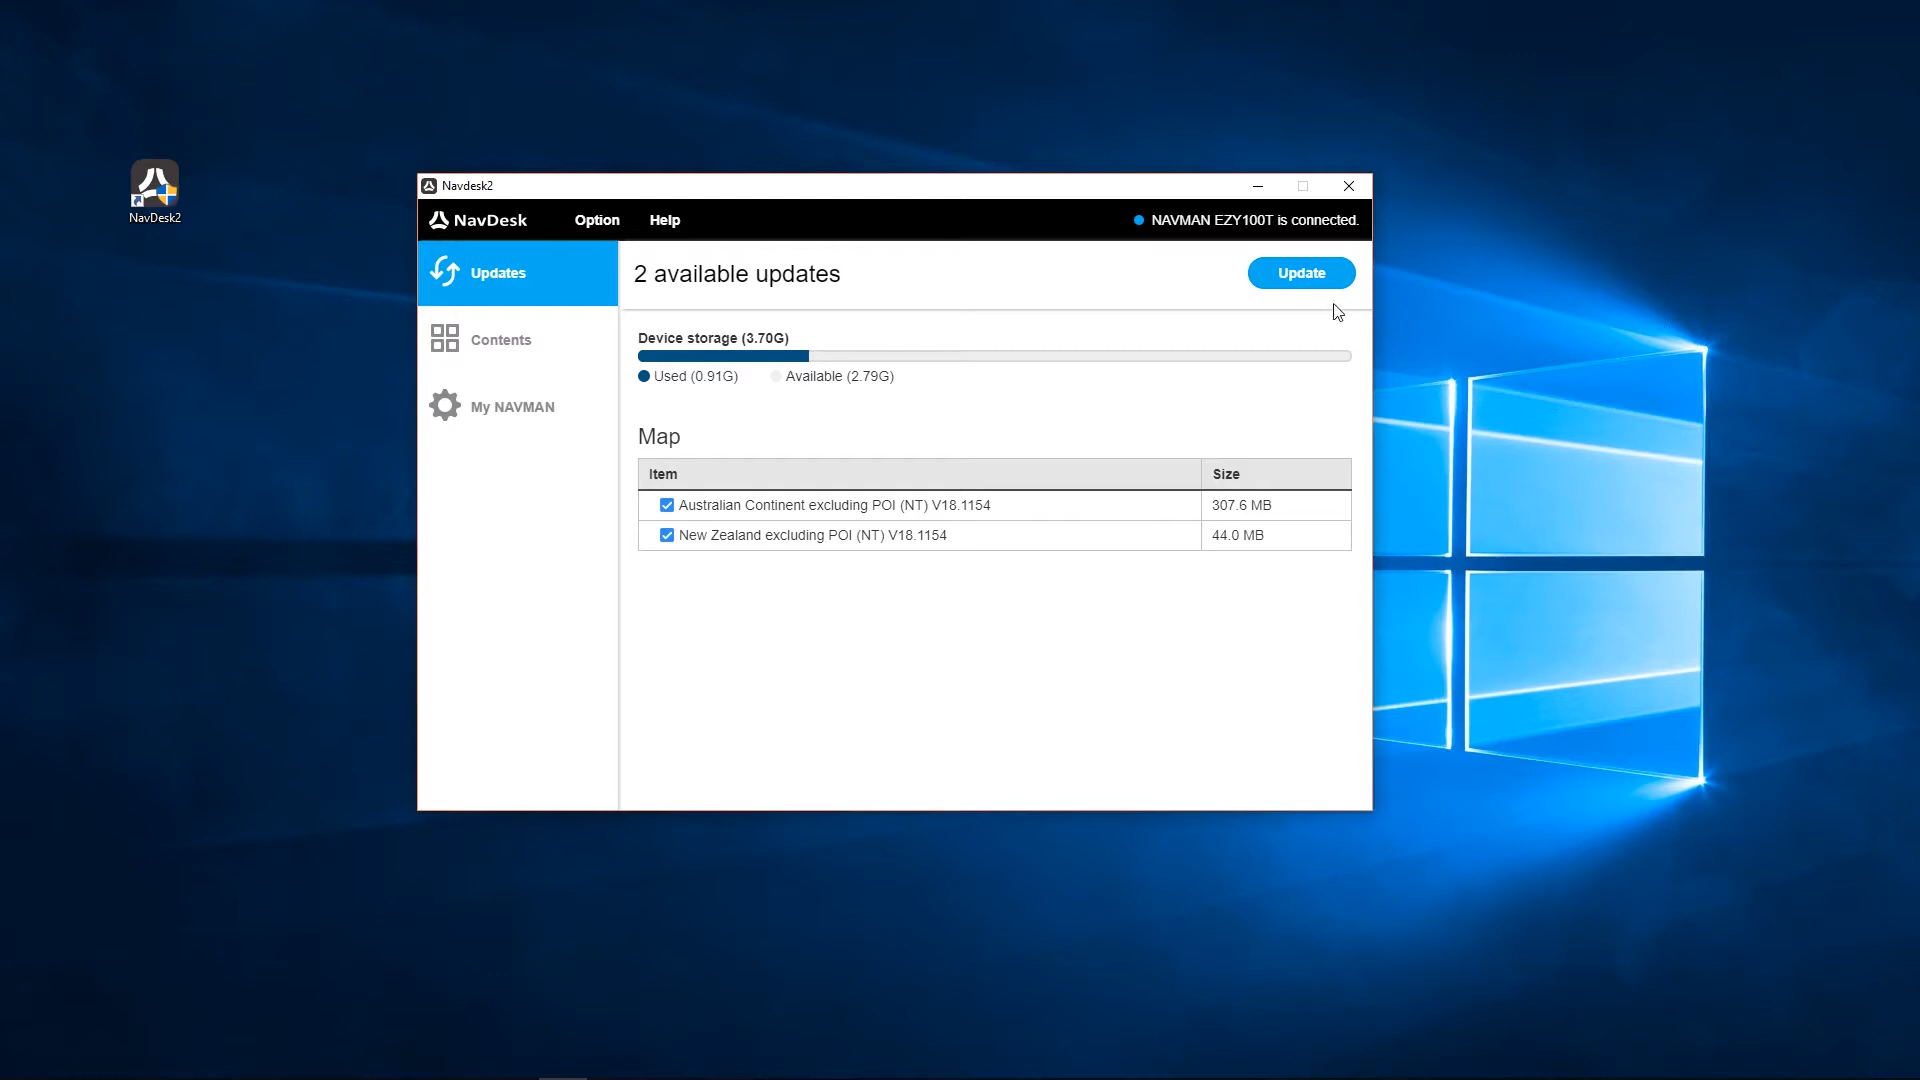 NavDesk2
Navdesk2
NavDesk Option Help NAVMAN EZY100T is connected.
Updates
Contents
My NAVMAN
2 available updates Update
Device storage (3.70G)
Used (0.91G) Available (2.79G)
Map
Item Size
Australian Continent excluding POI (NT) V18.1154 307.6 MB
New Zealand excluding POI (NT) V18.1154 44.0 MB